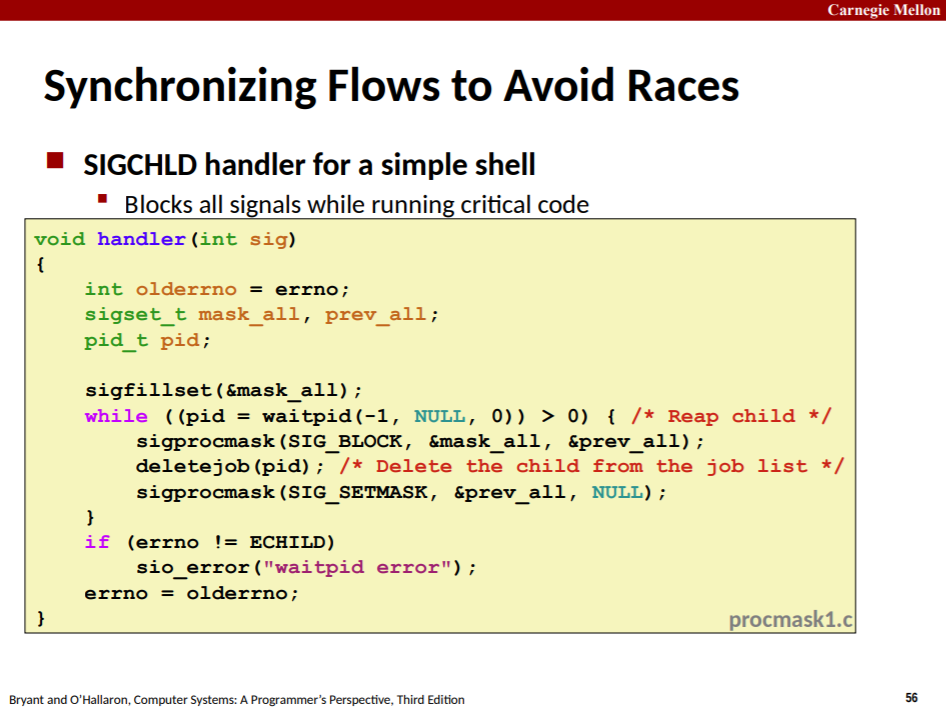 Carnegie Mellon
Synchronizing Flows to Avoid Races
SIGCHLD handler for a simple shell
Blocks all signals while running critical code
void handler(int sig)
{
    int olderrno = errno;
    sigset_t mask_all, prev_all;
    pid_t pid;

    sigfillset(&mask_all);
    while ((pid = waitpid(-1, NULL, 0)) > 0) { /* Reap child */
        sigprocmask(SIG_BLOCK, &mask_all, &prev_all);
        deletejob(pid); /* Delete the child from the job list */
        sigprocmask(SIG_SETMASK, &prev_all, NULL);
    }
    if (errno != ECHILD)
        sio_error("waitpid error");
    errno = olderrno;
}
procmask1.c
Bryant and O'Hallaron, Computer Systems: A Programmer's Perspective, Third Edition
56